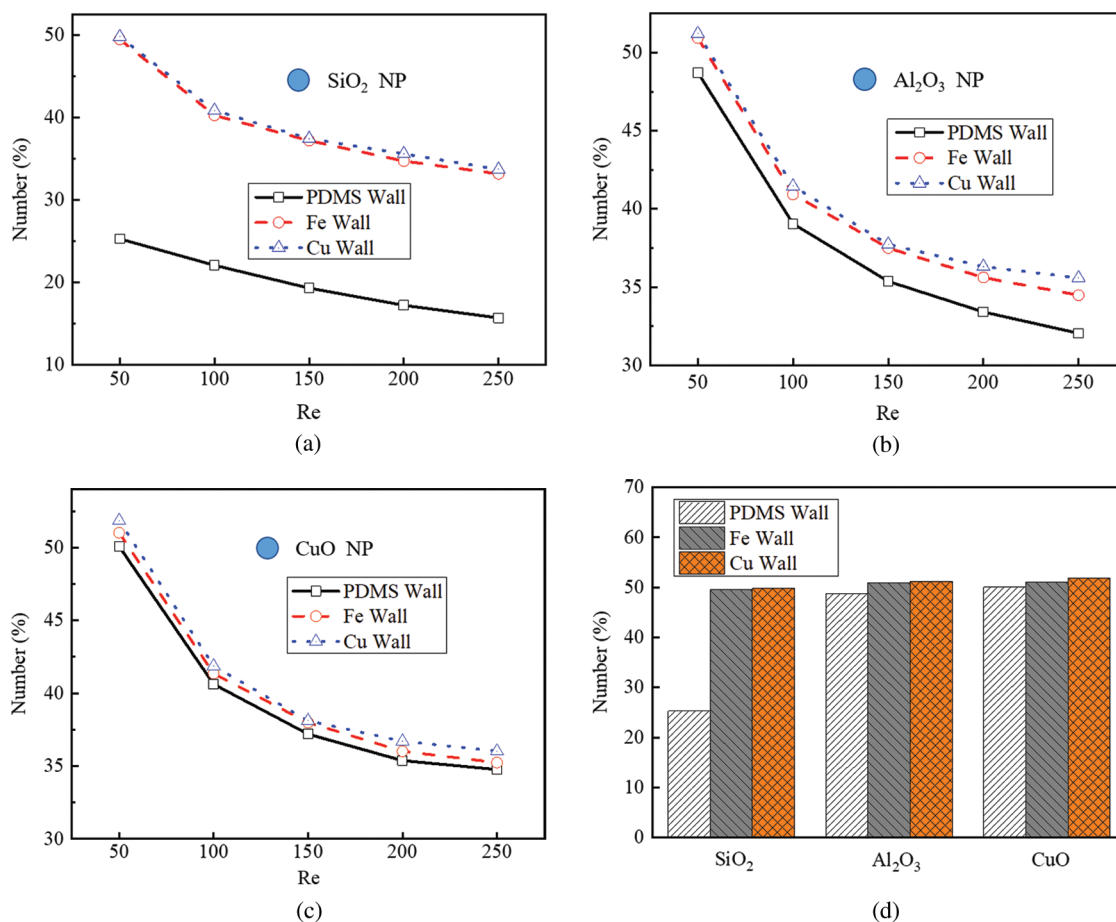 50
40
30
20
10
Number (%)
SiO₂ NP
PDMS Wall
Fe Wall
Cu Wall
50 100 150 200 250
Re
(a)
50
45
40
35
30
Number (%)
Al₂O₃ NP
PDMS Wall
Fe Wall
Cu Wall
50 100 150 200 250
Re
(b)
50
45
40
35
30
Number (%)
CuO NP
PDMS Wall
Fe Wall
Cu Wall
50 100 150 200 250
Re
(c)
70
60
50
40
30
20
10
0
Number (%)
PDMS Wall
Fe Wall
Cu Wall
SiO₂ Al₂O₃ CuO
(d)